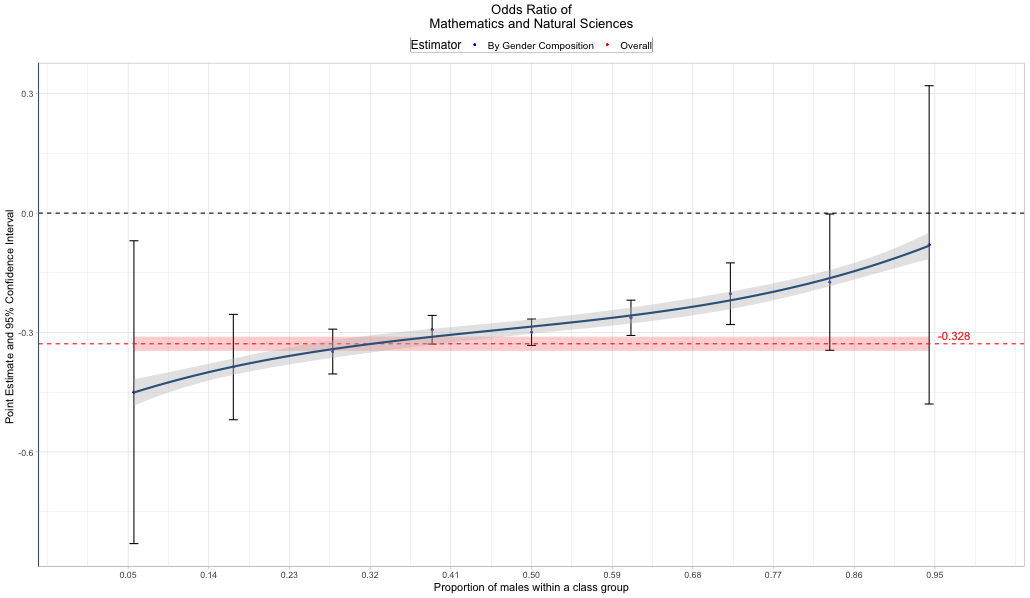 Odds Ratio of
Mathematics and Natural Sciences
Estimator By Gender Composition Overall
Point Estimate and 95% Confidence Interval
0.3
0.0
-0.3
-0.6
-0.328
0.05 0.14 0.23 0.32 0.41 0.50 0.59 0.68 0.77 0.86 0.95
Proportion of males within a class group